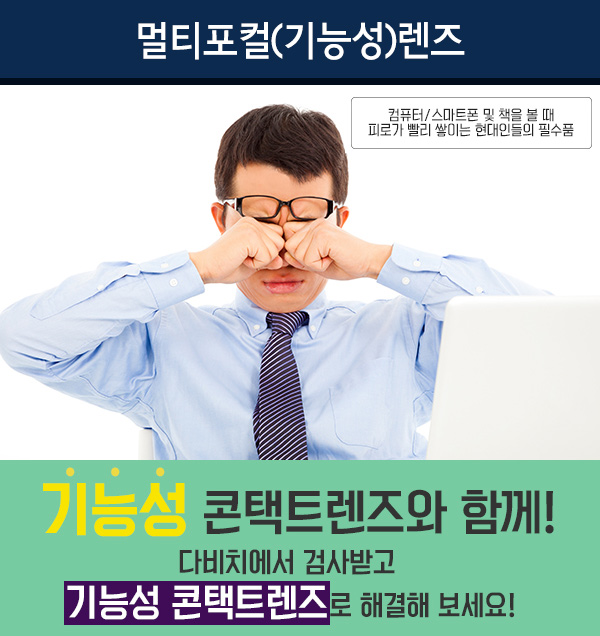 멀티포컬(기능성)렌즈
컴퓨터/스마트폰 및 책을 볼 때
피로가 빨리 쌓이는 현대인들의 필수품
기능성 콘택트렌즈와 함께!
다비치에서 검사받고
기능성 콘택트렌즈로 해결해 보세요!